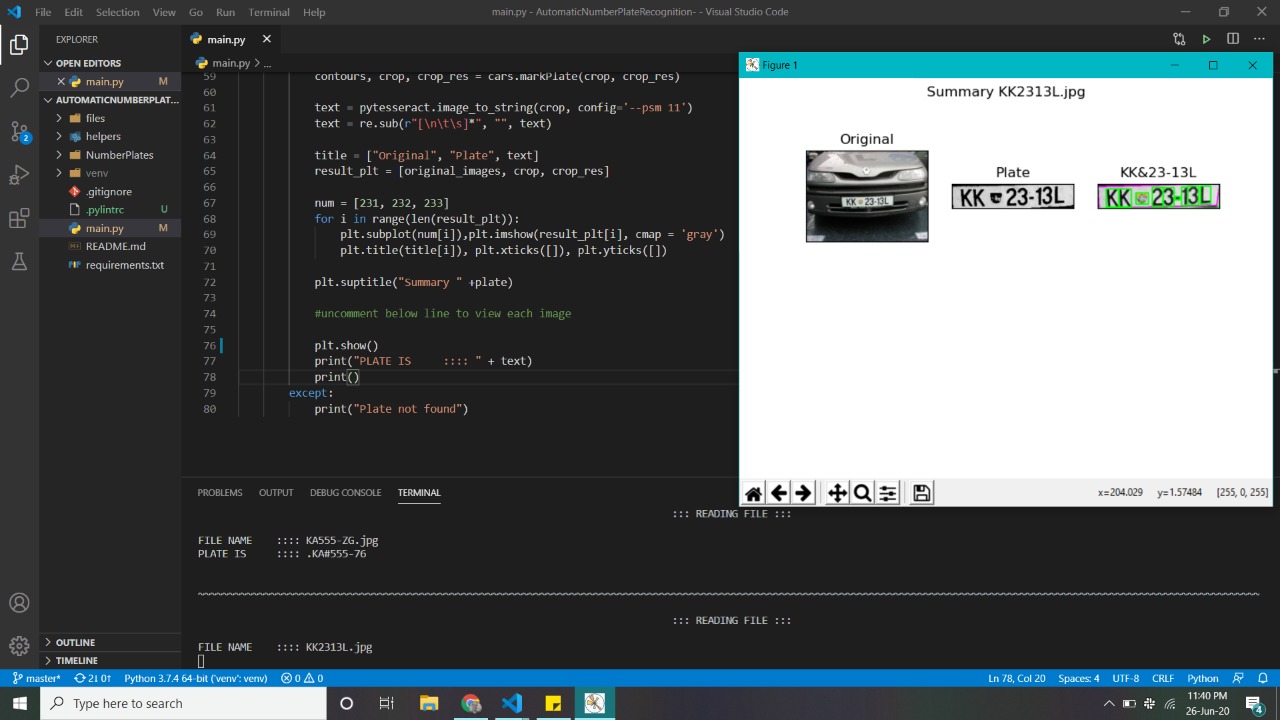 File Edit Selection View Go Run Terminal Help
main.py - AutomaticNumberPlateRecognition- - Visual Studio Code
EXPLORER
OPEN EDITORS
main.py M
AUTOMATICNUMBERPLAT...
files
helpers
NumberPlates
venv
.gitignore
.pylintrc U
main.py M
README.md
requirements.txt
OUTLINE
TIMELINE
main.py
main.py > ...
59 contours, crop, crop_res = cars.markPlate(crop, crop_res)
60
61 text = pytesseract.image_to_string(crop, config='--psm 11')
62 text = re.sub(r"[\n\t\s]*", "", text)
63
64 title = ["Original", "Plate", text]
65 result_plt = [original_images, crop, crop_res]
66
67 num = [231, 232, 233]
68 for i in range(len(result_plt)):
69 plt.subplot(num[i]),plt.imshow(result_plt[i], cmap = 'gray')
70 plt.title(title[i]), plt.xticks([]), plt.yticks([])
71
72 plt.suptitle("Summary " +plate)
73
74 #uncomment below line to view each image
75
76 plt.show()
77 print("PLATE IS     :::: " + text)
78 print()
79 except:
80 print("Plate not found")
Figure 1
Summary KK2313L.jpg
Original
KK 23-13L
Plate
KK 23-13L
KK&23-13L
KK 23-13L
x=204.029 y=1.57484 [255, 0, 255]
PROBLEMS OUTPUT DEBUG CONSOLE TERMINAL
::: READING FILE :::
FILE NAME :::: KA555-ZG.jpg
PLATE IS :::: .KA#555-76
::: READING FILE :::
FILE NAME :::: KK2313L.jpg
2
master* 2↓ 0↑ Python 3.7.4 64-bit ('venv': venv) 0 0
Ln 78, Col 20 Spaces: 4 UTF-8 CRLF Python
Type here to search
11:40 PM
26-Jun-20
4